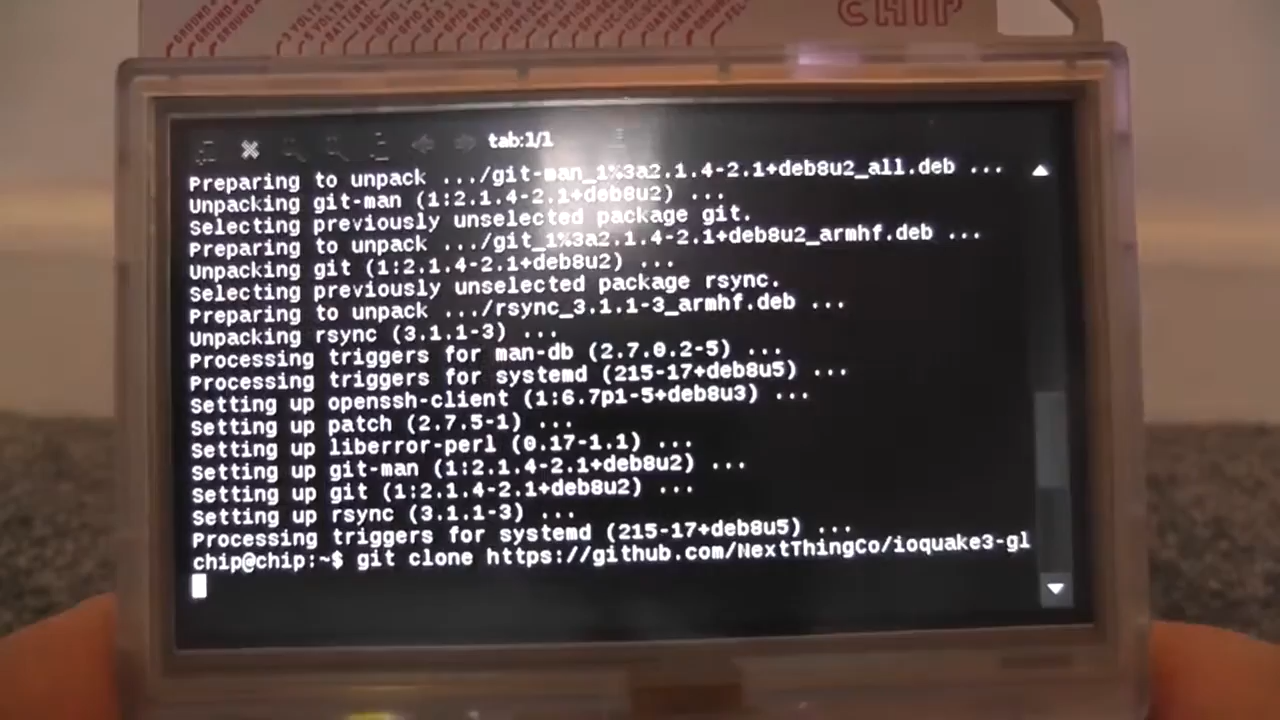 CHIP
tab:1/1
Preparing to unpack .../git-man_1%3a2.1.4-2.1+deb8u2_all.deb ...
Unpacking git-man (1:2.1.4-2.1+deb8u2) ...
Selecting previously unselected package git.
Preparing to unpack .../git_1%3a2.1.4-2.1+deb8u2_armhf.deb ...
Unpacking git (1:2.1.4-2.1+deb8u2) ...
Selecting previously unselected package rsync.
Preparing to unpack .../rsync_3.1.1-3_armhf.deb ...
Unpacking rsync (3.1.1-3) ...
Processing triggers for man-db (2.7.0.2-5) ...
Processing triggers for systemd (215-17+deb8u5) ...
Setting up openssh-client (1:6.7p1-5+deb8u3) ...
Setting up patch (2.7.5-1) ...
Setting up liberror-perl (0.17-1.1) ...
Setting up git-man (1:2.1.4-2.1+deb8u2) ...
Setting up git (1:2.1.4-2.1+deb8u2) ...
Setting up rsync (3.1.1-3) ...
Processing triggers for systemd (215-17+deb8u5) ...
chip@chip:~$ git clone https://github.com/NextThingCo/ioquake3-gl